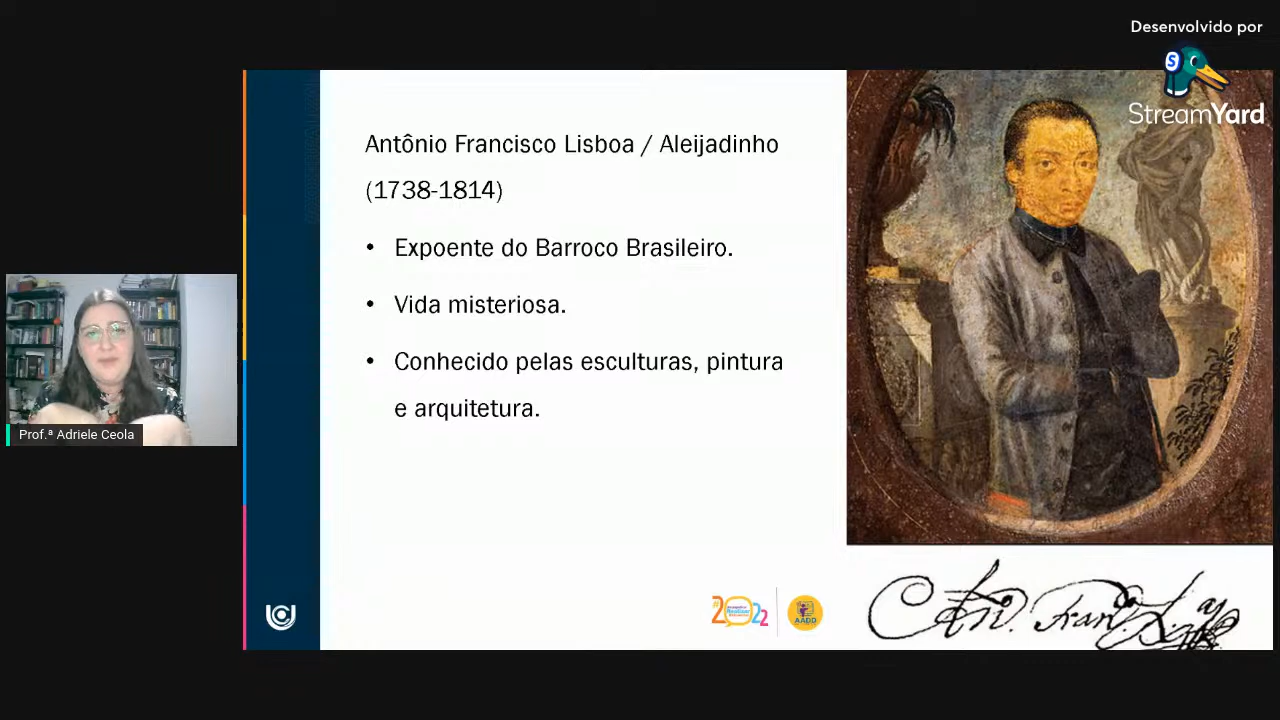 Desenvolvido por
StreamYard
Antônio Francisco Lisboa / Aleijadinho
(1738-1814)
• Expoente do Barroco Brasileiro.
• Vida misteriosa.
• Conhecido pelas esculturas, pintura
e arquitetura.
Prof.ª Adriele Ceola
2022
AADD